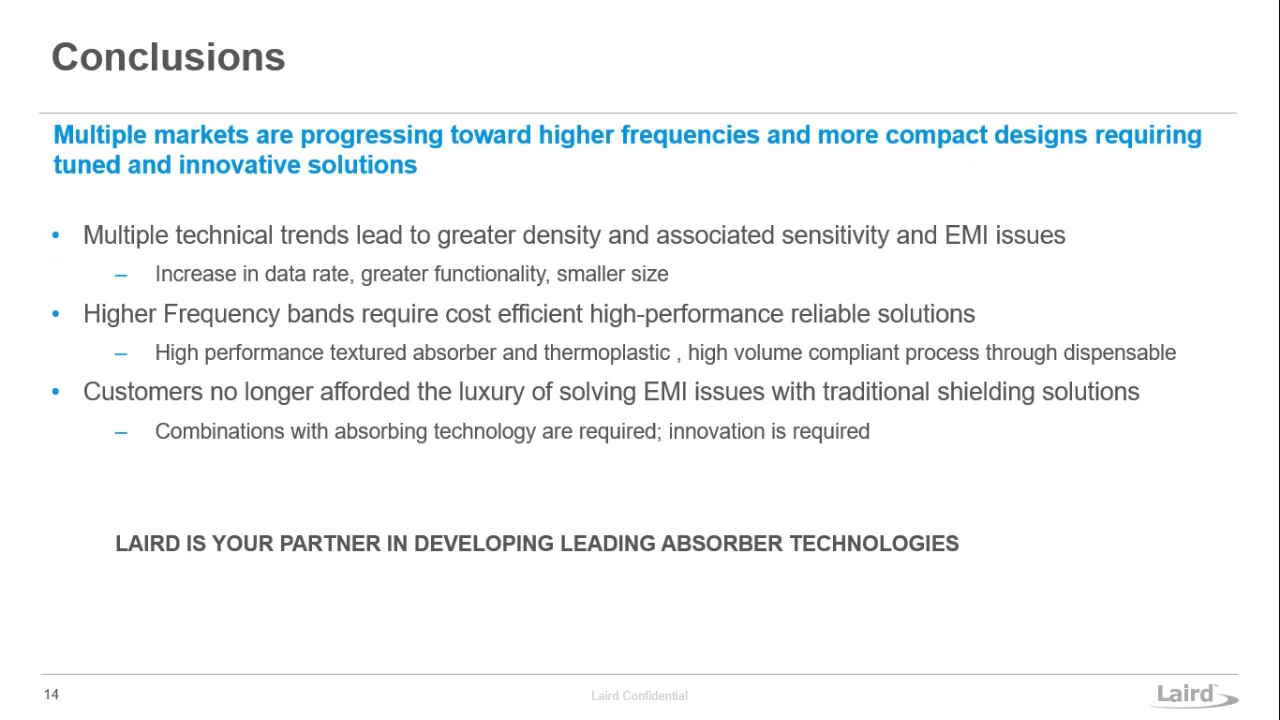 Conclusions
Multiple markets are progressing toward higher frequencies and more compact designs requiring
tuned and innovative solutions
• Multiple technical trends lead to greater density and associated sensitivity and EMI issues
– Increase in data rate, greater functionality, smaller size
• Higher Frequency bands require cost efficient high-performance reliable solutions
– High performance textured absorber and thermoplastic , high volume compliant process through dispensable
• Customers no longer afforded the luxury of solving EMI issues with traditional shielding solutions
– Combinations with absorbing technology are required; innovation is required
LAIRD IS YOUR PARTNER IN DEVELOPING LEADING ABSORBER TECHNOLOGIES
14
Laird Confidential
Laird™